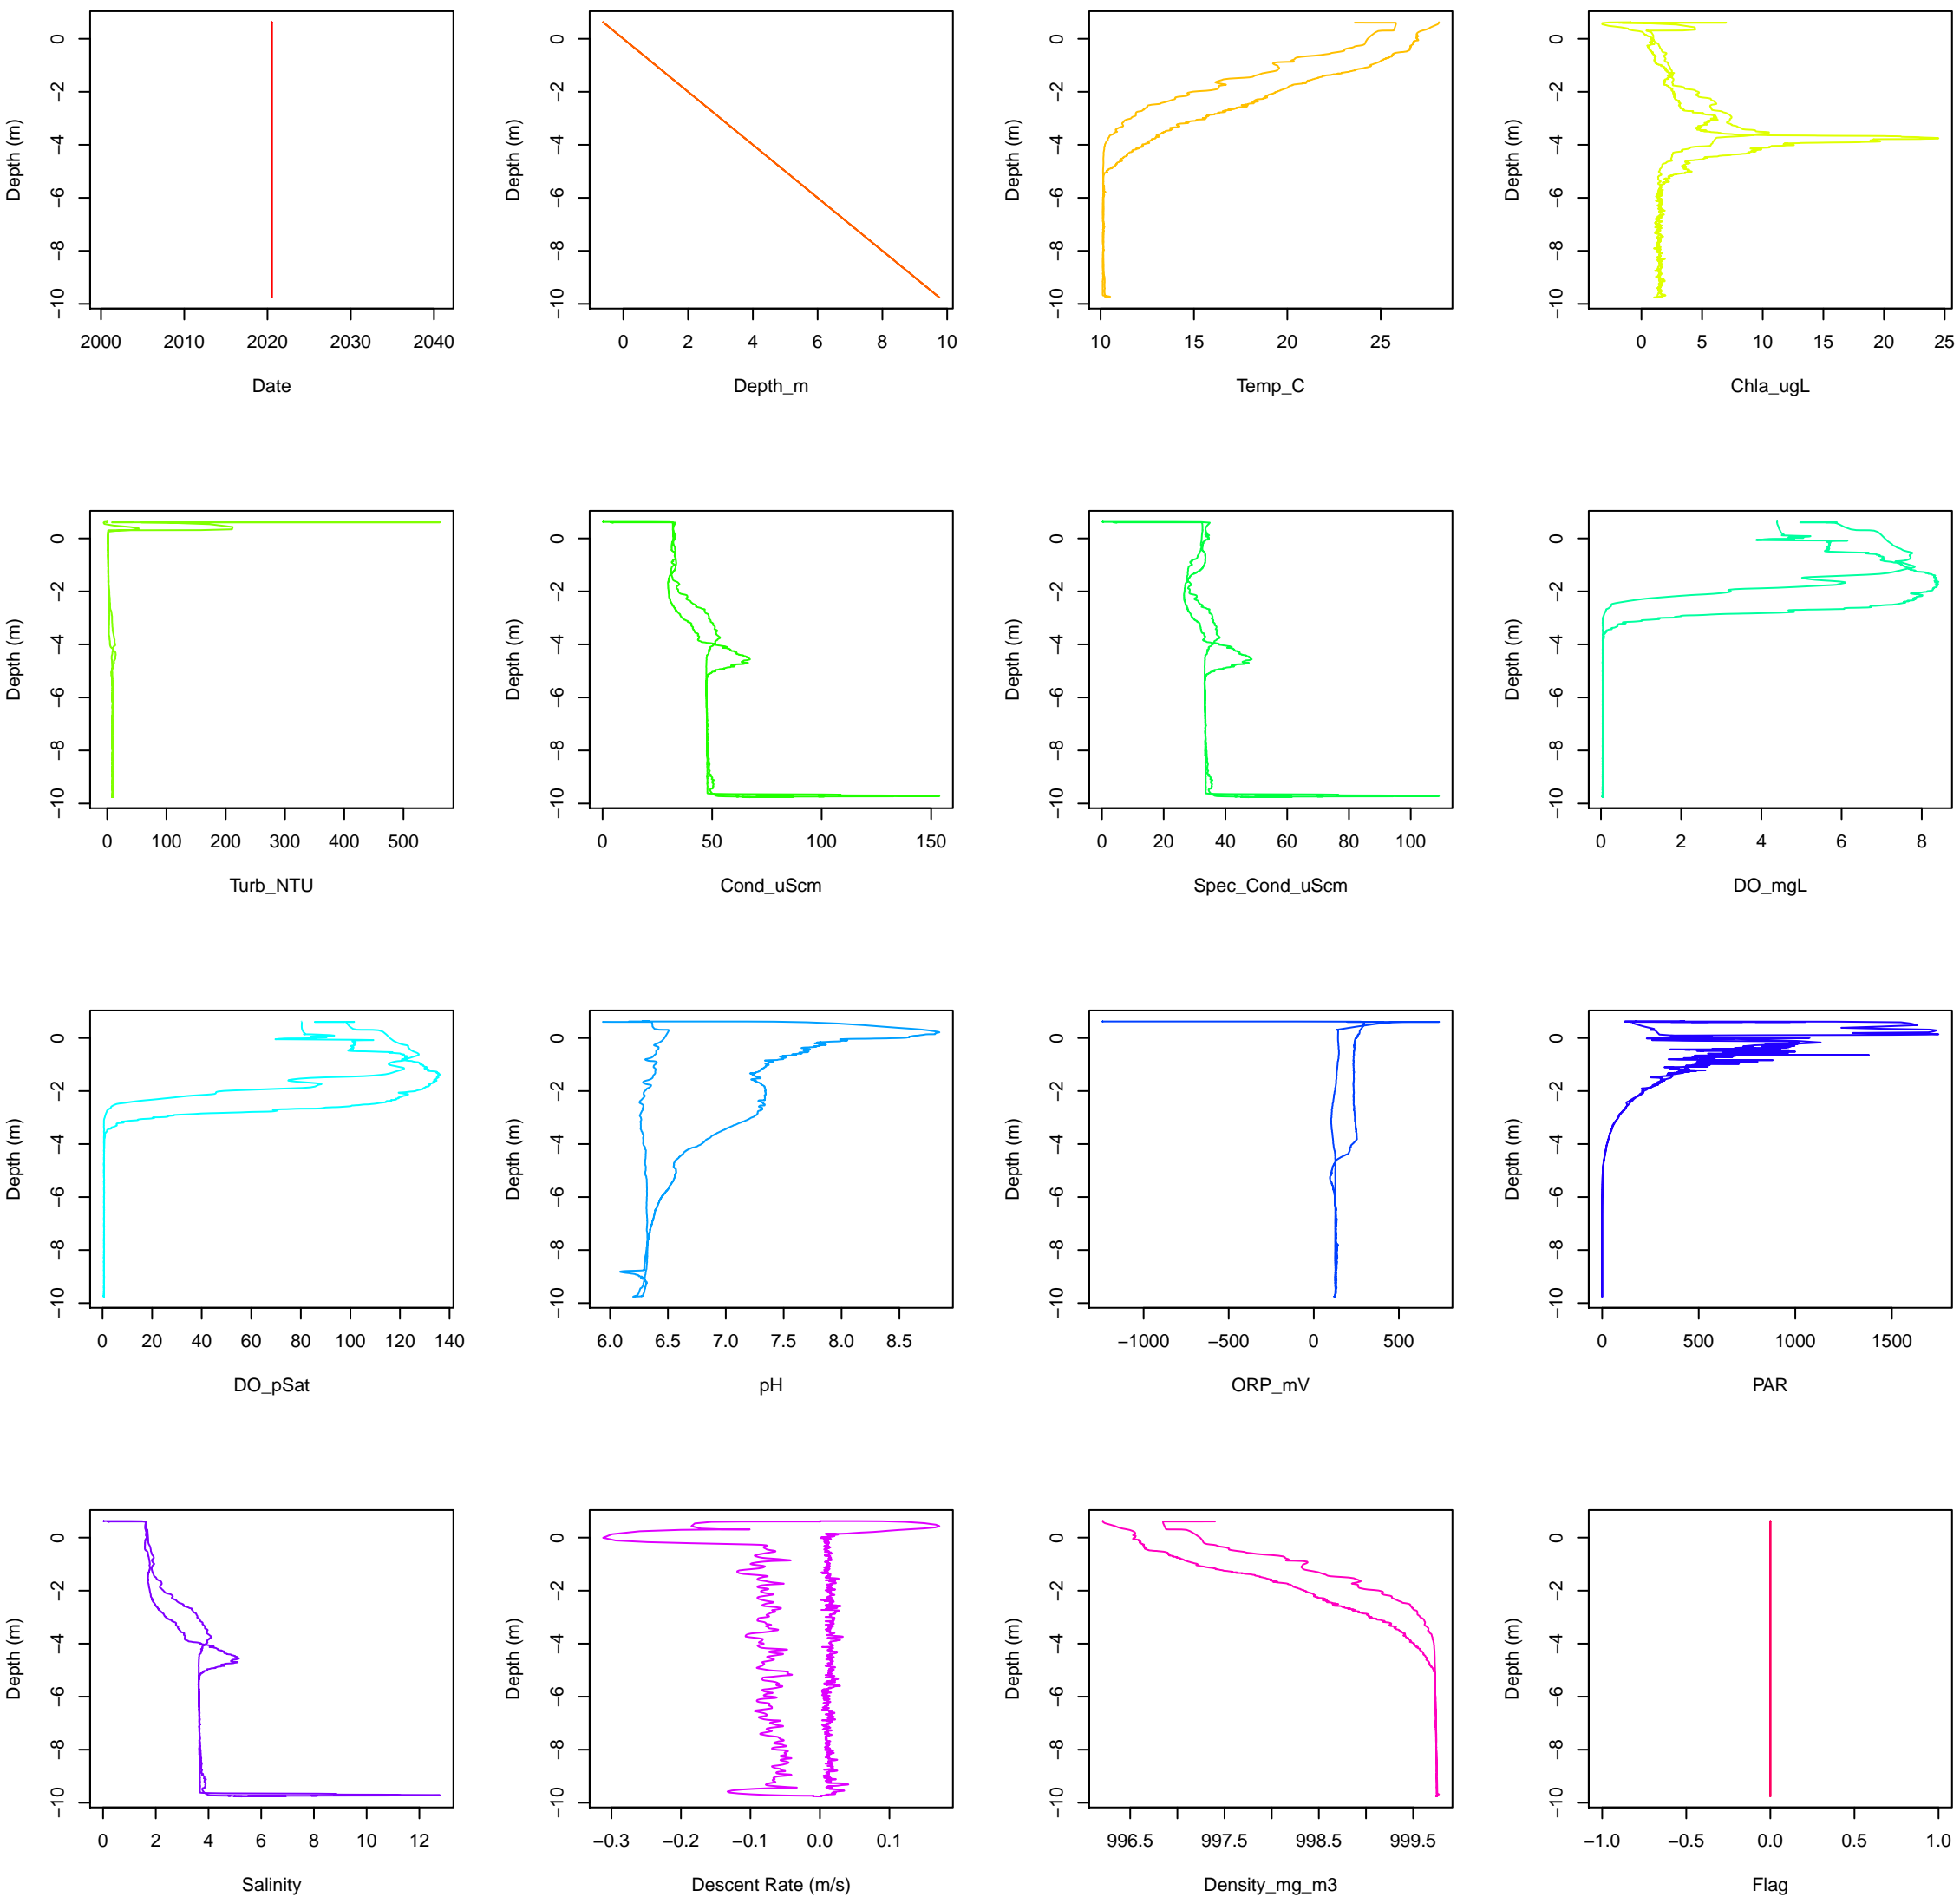 0 0 0 0
−2 −2 −2 −2
Depth (m) Depth (m) Depth (m) Depth (m)
−4 −4 −4 −4
−6 −6 −6 −6
−8 −8 −8 −8
−10 −10 −10 −10
2000 2010 2020 2030 2040 0 2 4 6 8 10 10 15 20 25 0 5 10 15 20 25
Date Depth_m Temp_C Chla_ugL
0 0 0 0
−2 −2 −2 −2
Depth (m) Depth (m) Depth (m) Depth (m)
−4 −4 −4 −4
−6 −6 −6 −6
−8 −8 −8 −8
−10 −10 −10 −10
0 100 200 300 400 500 0 50 100 150 0 20 40 60 80 100 0 2 4 6 8
Turb_NTU Cond_uScm Spec_Cond_uScm DO_mgL
0 0 0 0
−2 −2 −2 −2
Depth (m) Depth (m) Depth (m) Depth (m)
−4 −4 −4 −4
−6 −6 −6 −6
−8 −8 −8 −8
−10 −10 −10 −10
0 20 40 60 80 100 120 140 6.0 6.5 7.0 7.5 8.0 8.5 −1000 −500 0 500 0 500 1000 1500
DO_pSat pH ORP_mV PAR
0 0 0 0
−2 −2 −2 −2
Depth (m) Depth (m) Depth (m) Depth (m)
−4 −4 −4 −4
−6 −6 −6 −6
−8 −8 −8 −8
−10 −10 −10 −10
0 2 4 6 8 10 12 −0.3 −0.2 −0.1 0.0 0.1 996.5 997.5 998.5 999.5 −1.0 −0.5 0.0 0.5 1.0
Salinity Descent Rate (m/s) Density_mg_m3 Flag